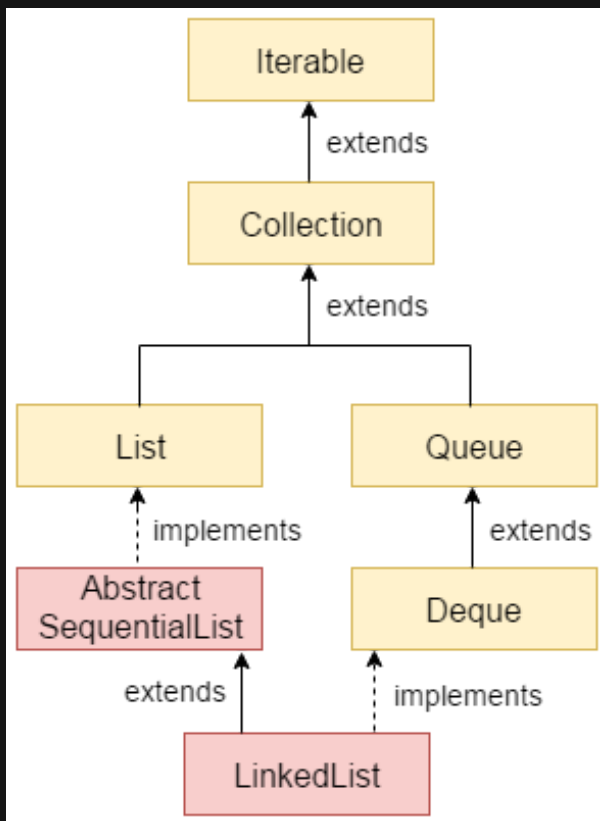 Iterable
extends
Collection
extends
List
Queue
implements
extends
Abstract
SequentialList
Deque
extends
implements
LinkedList